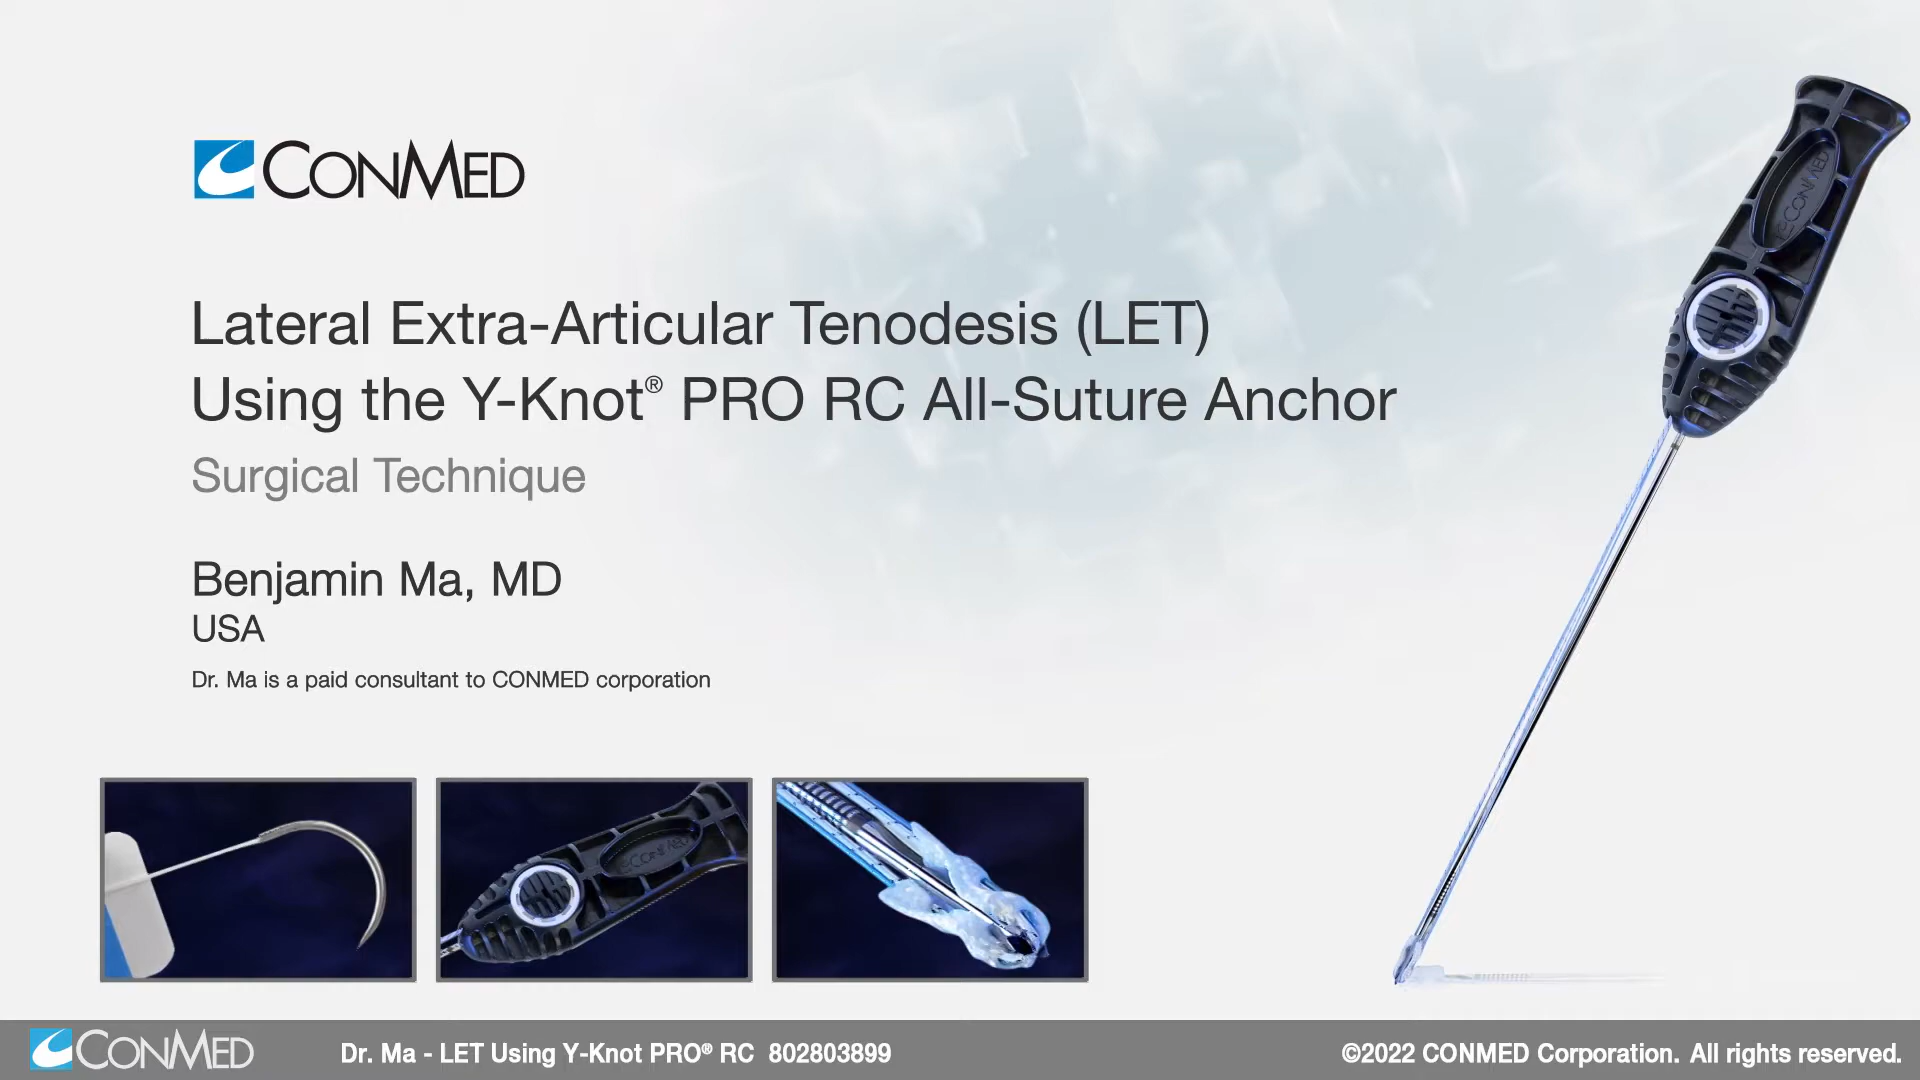 CONMED
Lateral Extra-Articular Tenodesis (LET)
Using the Y-Knot® PRO RC All-Suture Anchor
Surgical Technique
Benjamin Ma, MD
USA
Dr. Ma is a paid consultant to CONMED corporation
CONMED
CONMED
CONMED
Dr. Ma - LET Using Y-Knot PRO® RC 802803899
©2022 CONMED Corporation. All rights reserved.